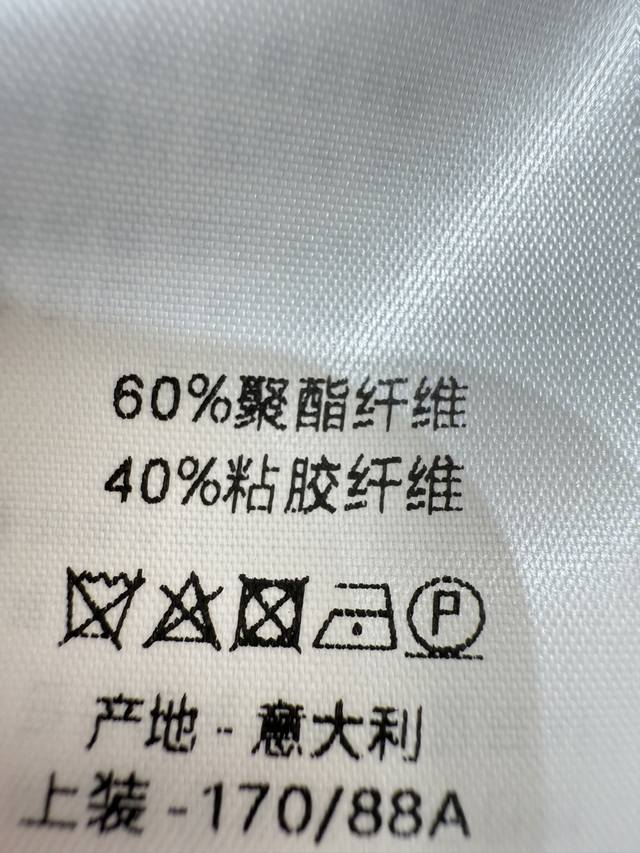 60%聚酯纤维
40%粘胶纤维
P
产地 - 意大利
上装 - 170/88A